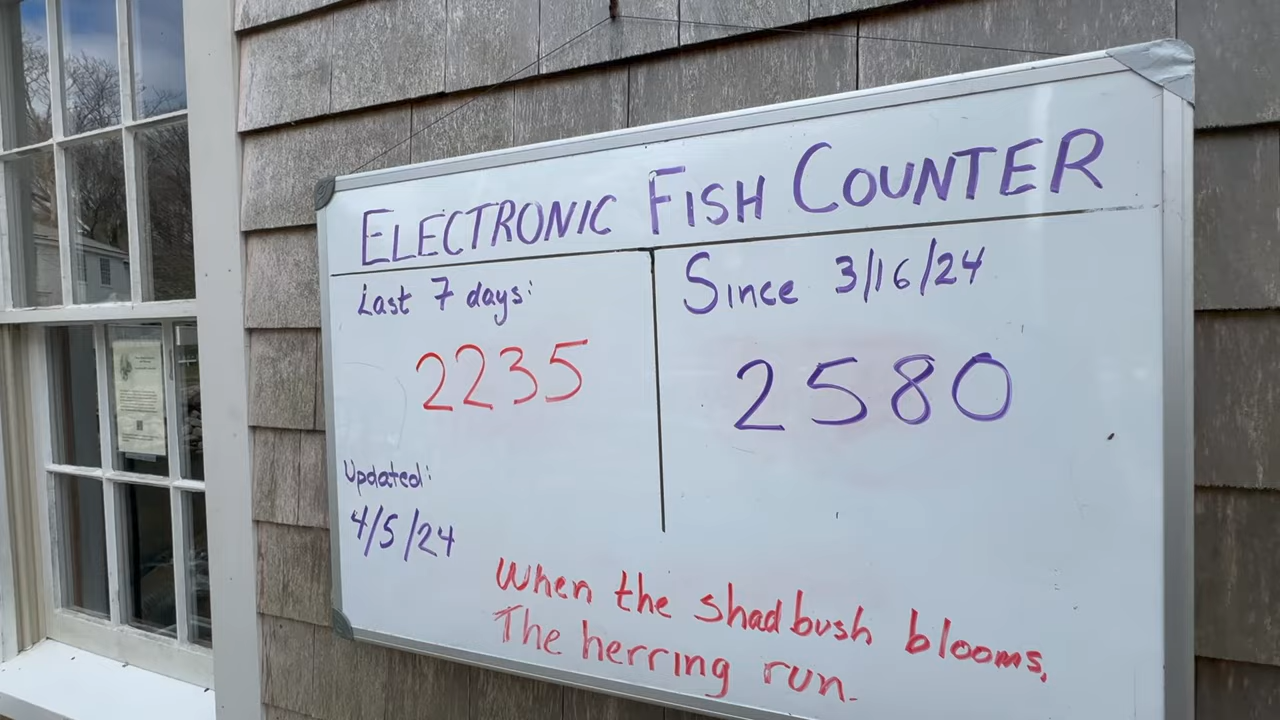 ELECTRONIC FISH COUNTER
Last 7 days:
2235
Updated:
4/5/24
Since 3/16/24
2580
When the shadbush blooms,
The herring run.